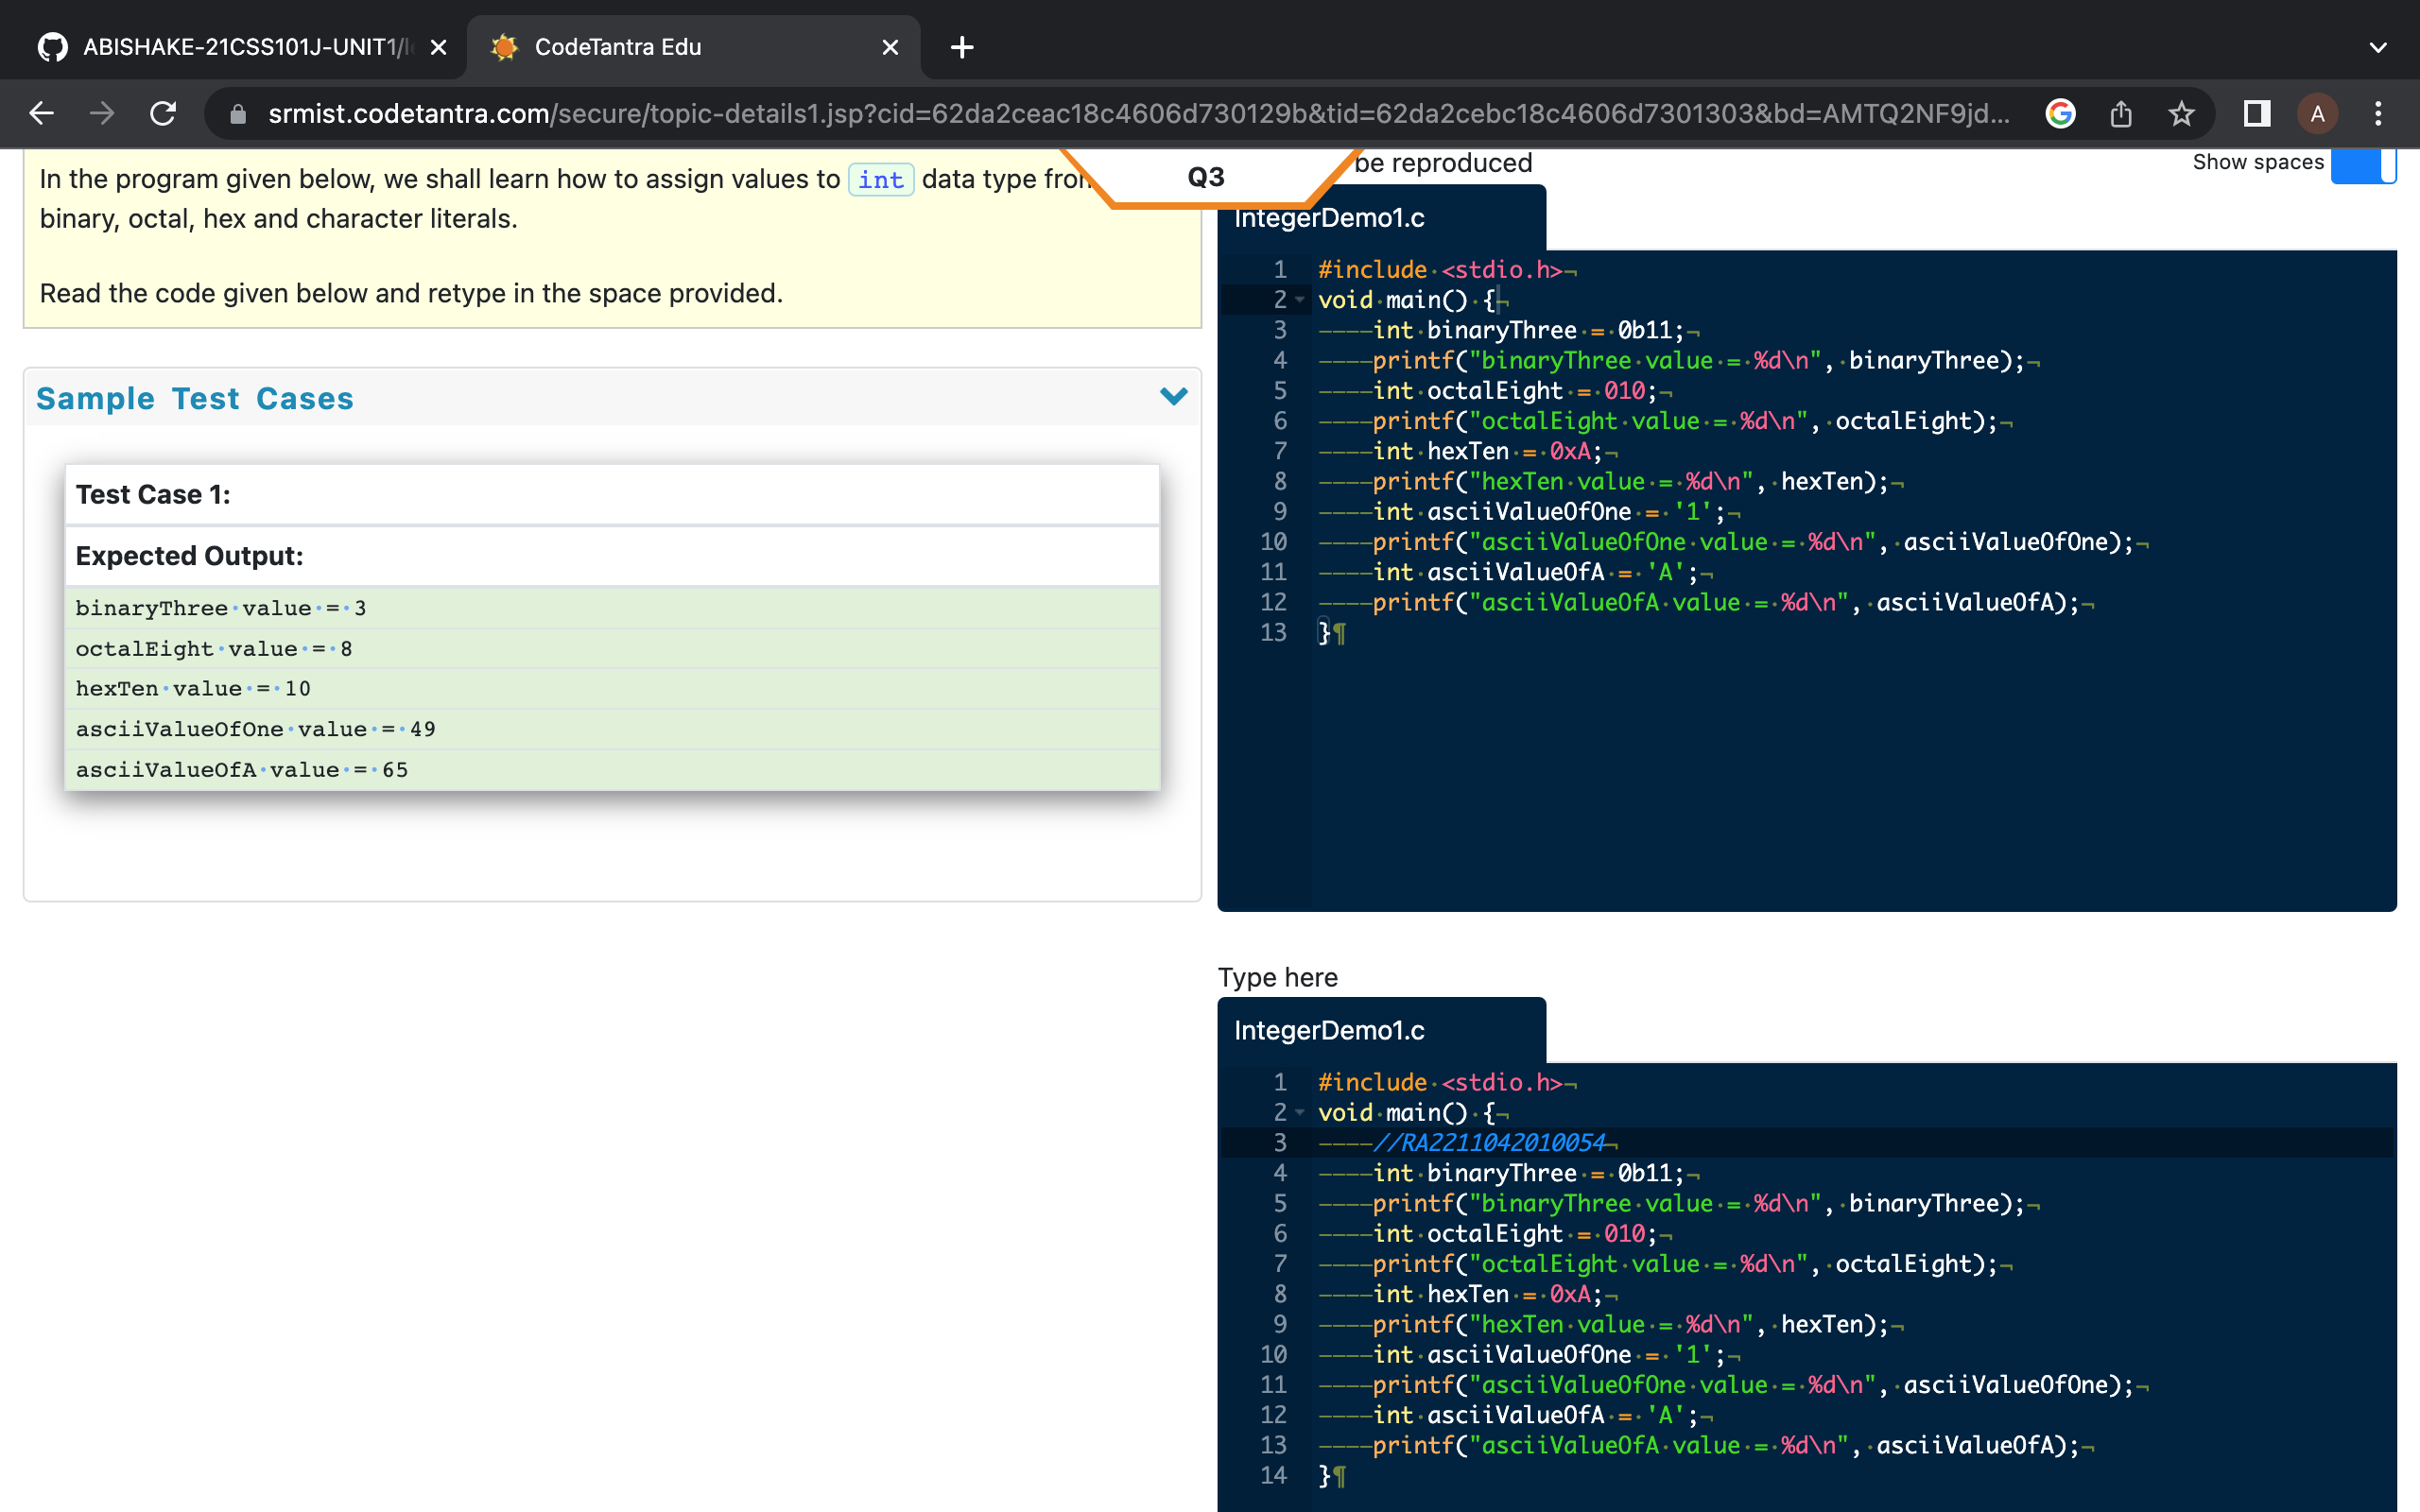 ABISHAKE-21CSS101J-UNIT1/l
CodeTantra Edu
srmist.codetantra.com/secure/topic-details1.jsp?cid=62da2ceac18c4606d730129b&tid=62da2cebc18c4606d7301303&bd=AMTQ2NF9jd...
A
In the program given below, we shall learn how to assign values to int data type from
binary, octal, hex and character literals.
Read the code given below and retype in the space provided.
Sample Test Cases
Test Case 1:
Expected Output:
binaryThree·value·=·3
octalEight·value·=·8
hexTen·value·=·10
asciiValueOfOne·value·=·49
asciiValueOfA·value·=·65
Q3
be reproduced
Show spaces
IntegerDemo1.c
1 #include·<stdio.h>¬
2 void·main()·{¬
3 ————int·binaryThree·=·0b11;¬
4 ————printf("binaryThree·value·=·%d\n",·binaryThree);¬
5 ————int·octalEight·=·010;¬
6 ————printf("octalEight·value·=·%d\n",·octalEight);¬
7 ————int·hexTen·=·0xA;¬
8 ————printf("hexTen·value·=·%d\n",·hexTen);¬
9 ————int·asciiValueOfOne·=·'1';¬
10 ————printf("asciiValueOfOne·value·=·%d\n",·asciiValueOfOne);¬
11 ————int·asciiValueOfA·=·'A';¬
12 ————printf("asciiValueOfA·value·=·%d\n",·asciiValueOfA);¬
13 }¶
Type here
IntegerDemo1.c
1 #include·<stdio.h>¬
2 void·main()·{¬
3 ————//RA2211042010054¬
4 ————int·binaryThree·=·0b11;¬
5 ————printf("binaryThree·value·=·%d\n",·binaryThree);¬
6 ————int·octalEight·=·010;¬
7 ————printf("octalEight·value·=·%d\n",·octalEight);¬
8 ————int·hexTen·=·0xA;¬
9 ————printf("hexTen·value·=·%d\n",·hexTen);¬
10 ————int·asciiValueOfOne·=·'1';¬
11 ————printf("asciiValueOfOne·value·=·%d\n",·asciiValueOfOne);¬
12 ————int·asciiValueOfA·=·'A';¬
13 ————printf("asciiValueOfA·value·=·%d\n",·asciiValueOfA);¬
14 }¶